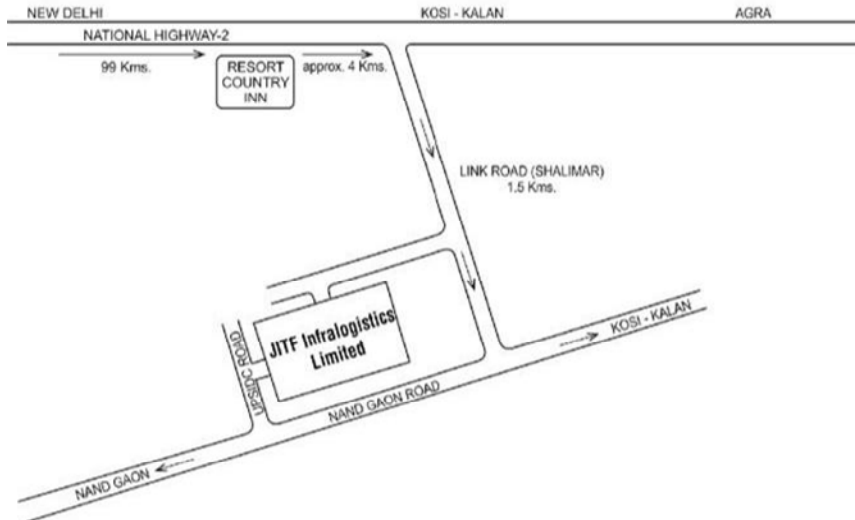 NEW DELHI
KOSI - KALAN
AGRA
NATIONAL HIGHWAY-2
99 Kms.
RESORT
COUNTRY
INN
approx. 4 Kms.
LINK ROAD (SHALIMAR)
1.5 Kms.
JITF Infralogistics
Limited
UPSIDC ROAD
KOSI - KALAN
NAND GAON ROAD
NAND GAON